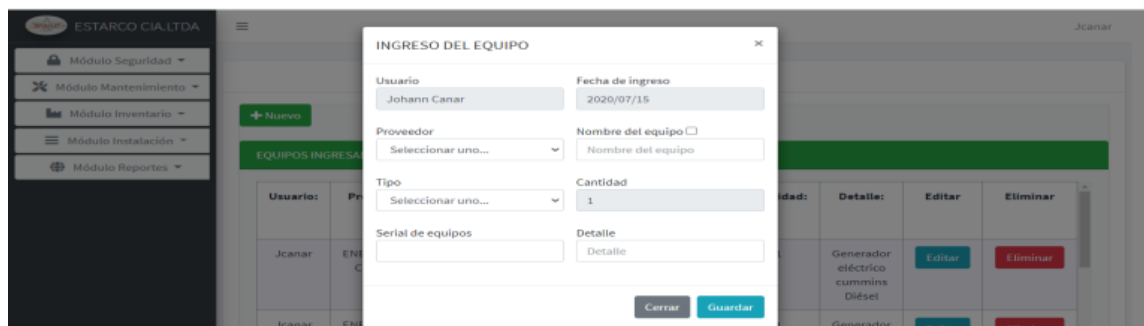 ESTARCO CIA.LTDA
Jcanar
Módulo Seguridad
Módulo Mantenimiento
Módulo Inventario
Módulo Instalación
Módulo Reportes
+ Nuevo
EQUIPOS INGRESA
INGRESO DEL EQUIPO ×
Usuario Fecha de ingreso
Johann Canar 2020/07/15
Proveedor Nombre del equipo
Seleccionar uno... Nombre del equipo
Tipo Cantidad
Seleccionar uno... 1
Serial de equipos Detalle
Detalle
Cerrar Guardar
Usuario: Detalle: Editar Eliminar
Jcanar Generador Editar Eliminar
eléctrico
cummins
Diésel
Jcanar Generador